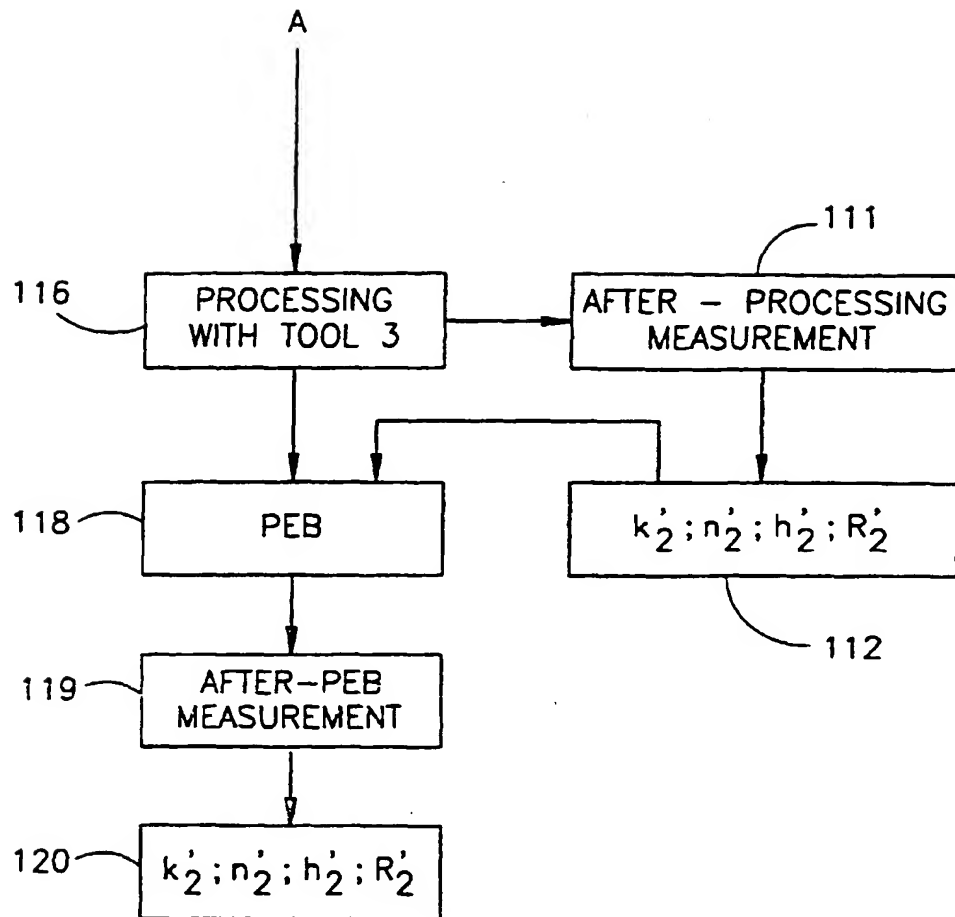 A
111
116
PROCESSING
WITH TOOL 3
AFTER - PROCESSING
MEASUREMENT
118
PEB
k'2 ; n'2 ; h'2 ; R'2
112
119
AFTER-PEB
MEASUREMENT
120
k'2 ; n'2 ; h'2 ; R'2